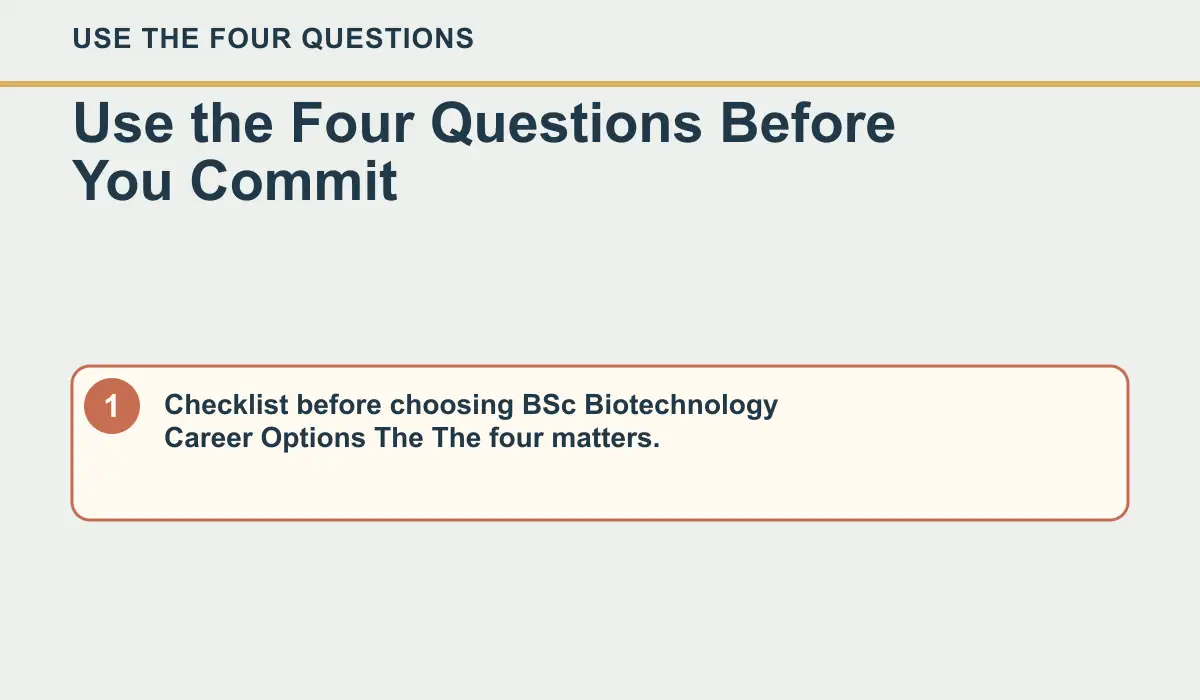 USE THE FOUR QUESTIONS
Use the Four Questions Before
You Commit
1
Checklist before choosing BSc Biotechnology
Career Options The The four matters.